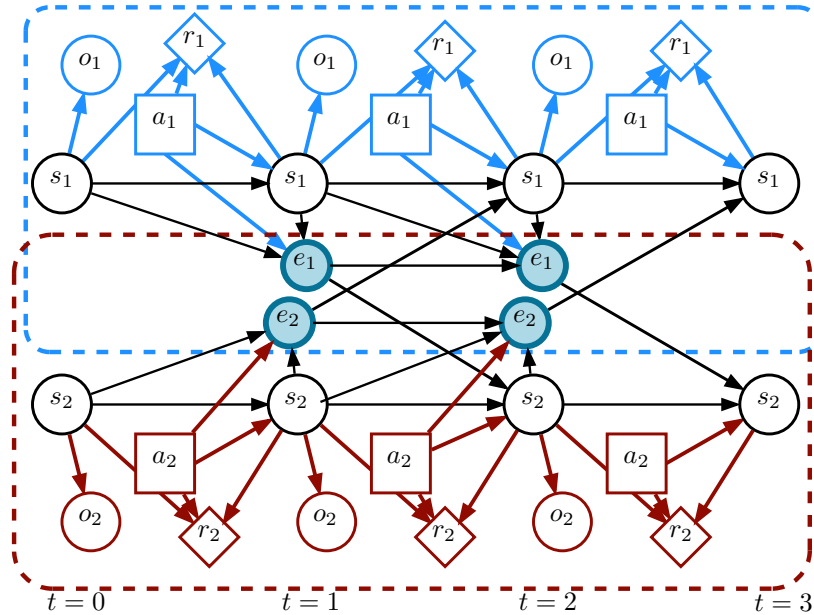 r₁ r₁ r₁
o₁ o₁ o₁
a₁ a₁ a₁
s₁ s₁ s₁ s₁
e₁ e₁
e₂ e₂
s₂ s₂ s₂ s₂
a₂ a₂ a₂
o₂ o₂ o₂
r₂ r₂ r₂
t = 0 t = 1 t = 2 t = 3